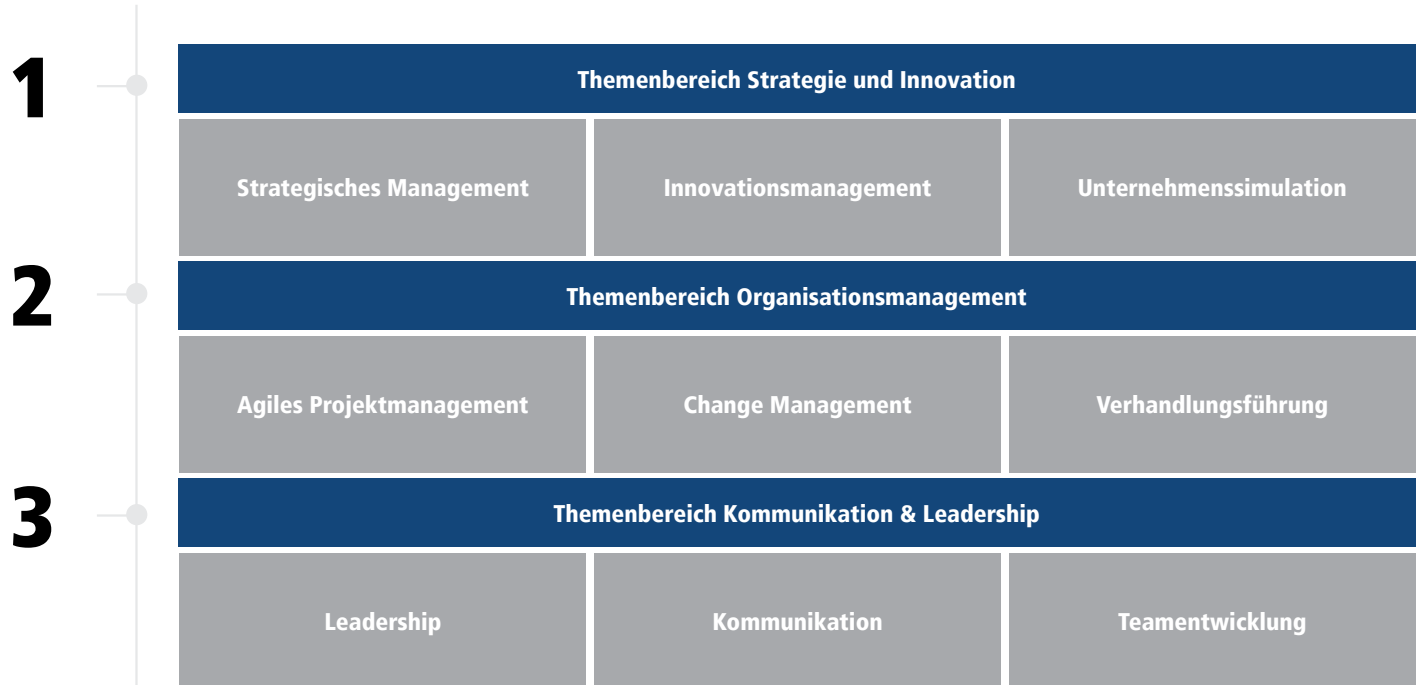 1
Themenbereich Strategie und Innovation
Strategisches Management
Innovationsmanagement
Unternehmenssimulation
2
Themenbereich Organisationsmanagement
Agiles Projektmanagement
Change Management
Verhandlungsführung
3
Themenbereich Kommunikation & Leadership
Leadership
Kommunikation
Teamentwicklung